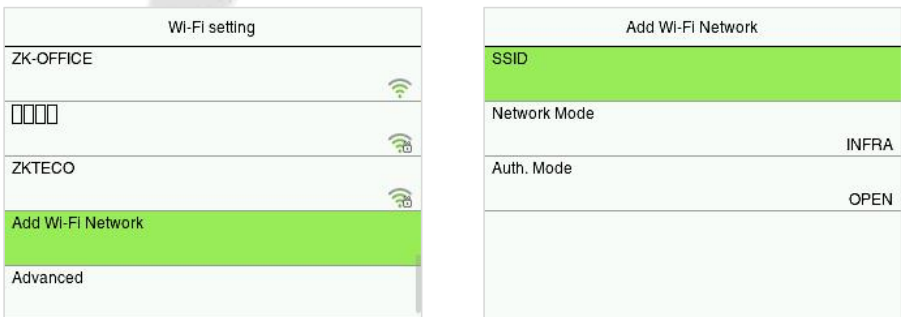 Wi-Fi setting
ZK-OFFICE
ZKTECO
Add Wi-Fi Network
Advanced
Add Wi-Fi Network
SSID
Network Mode
INFRA
Auth. Mode
OPEN